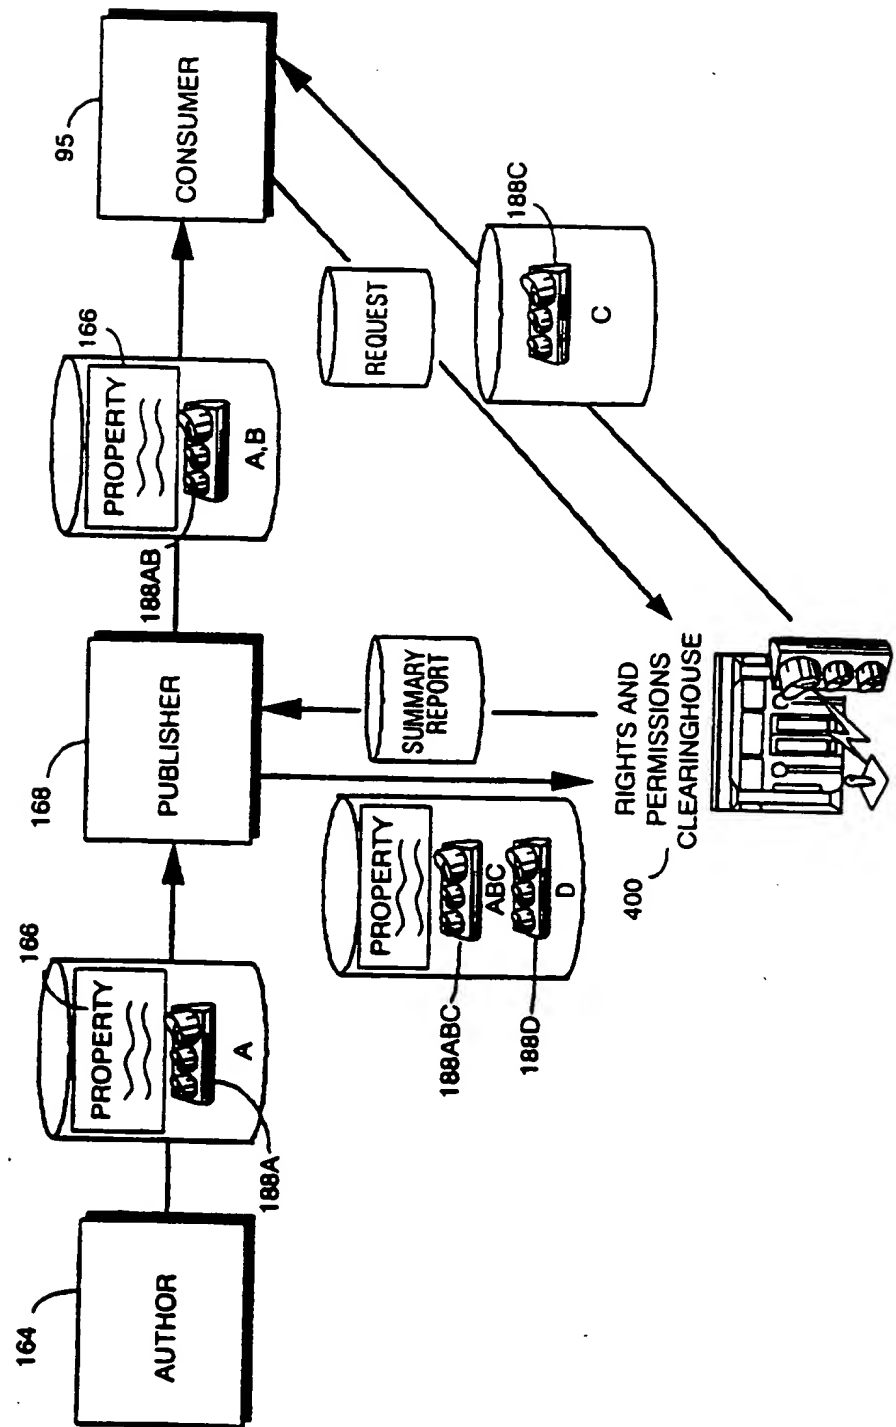 164
AUTHOR
166
PROPERTY
A
188A
168
PUBLISHER
188AB
166
PROPERTY
A,B
95
CONSUMER
PROPERTY
ABC
D
188ABC
188D
SUMMARY
REPORT
REQUEST
188C
C
400
RIGHTS AND
PERMISSIONS
CLEARINGHOUSE